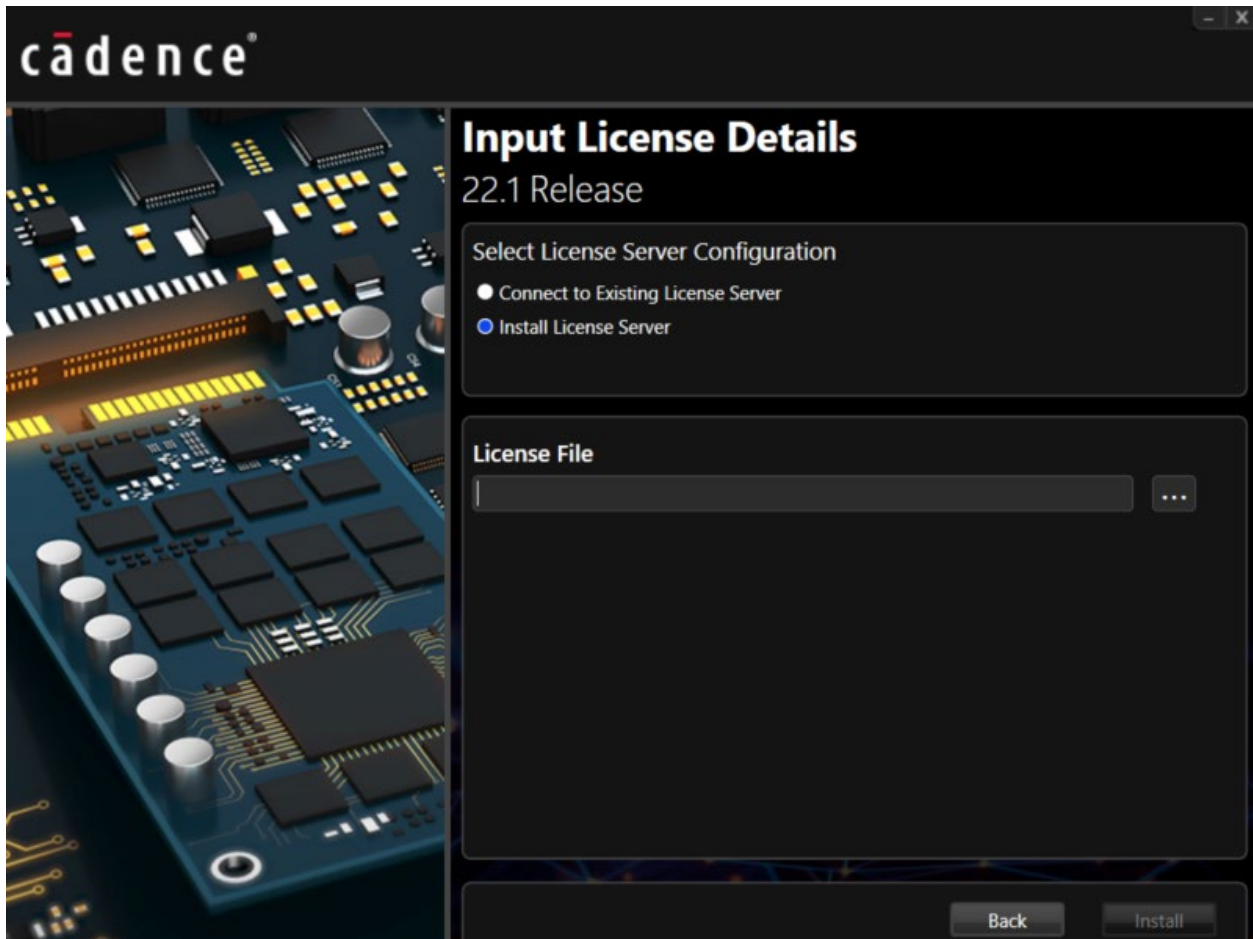 cādence®
Input License Details
22.1 Release
Select License Server Configuration
Connect to Existing License Server
Install License Server
License File
...
Back
Install